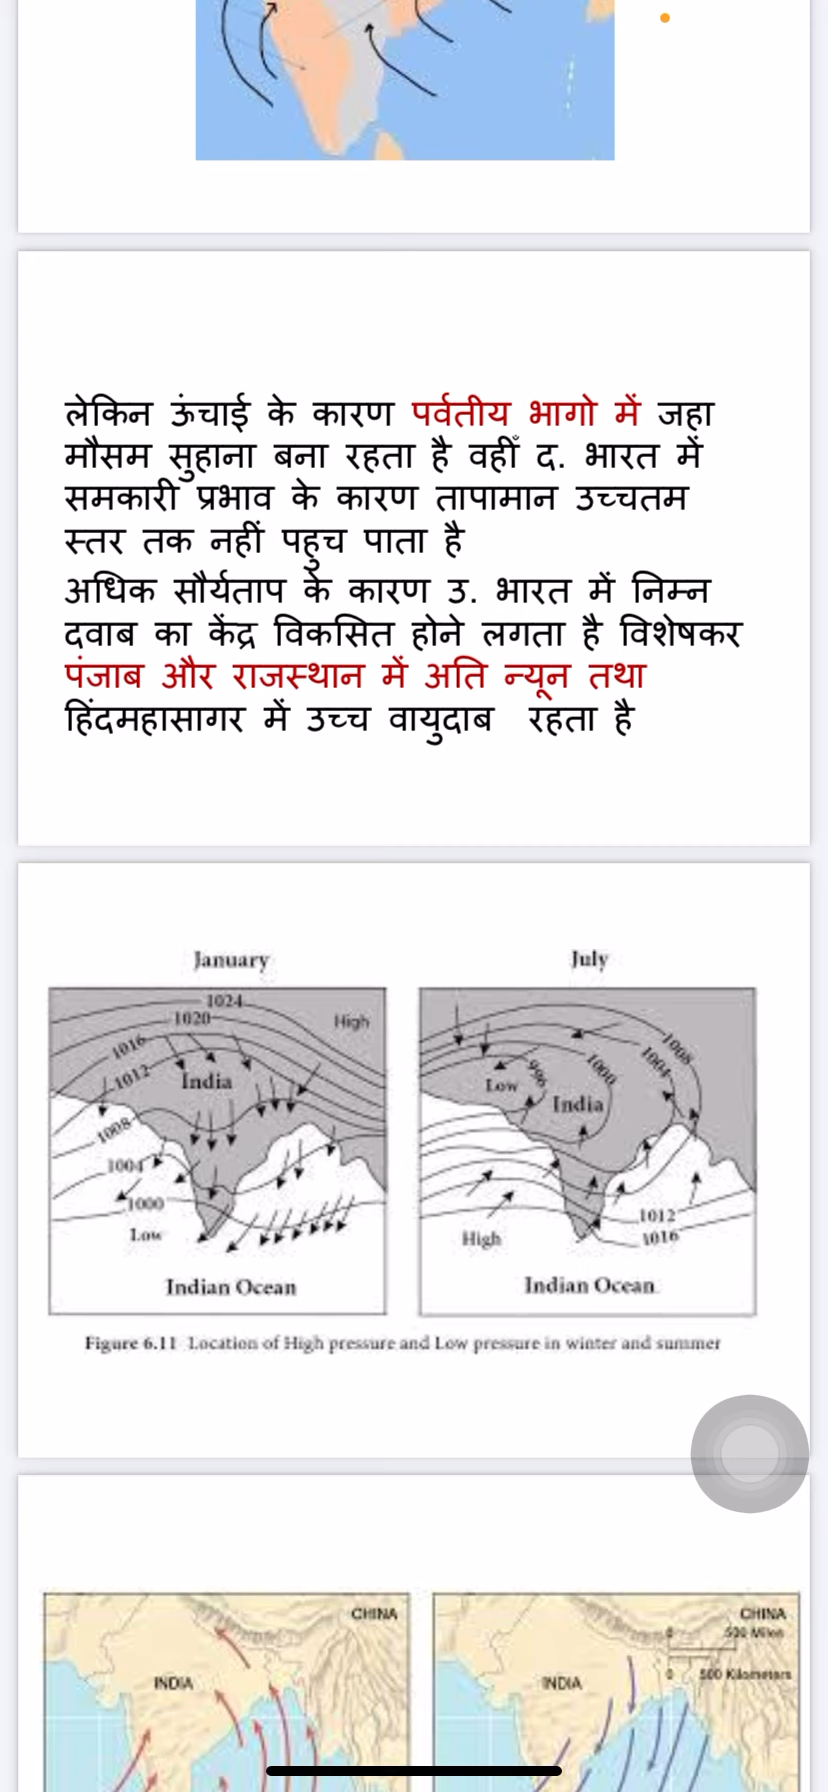 लेकिन ऊंचाई के कारण पर्वतीय भागो में जहा
मौसम सुहाना बना रहता है वहीँ द. भारत में
समकारी प्रभाव के कारण तापामान उच्चतम
स्तर तक नहीं पहुच पाता है
अधिक सौर्यताप के कारण उ. भारत में निम्न
दवाब का केंद्र विकसित होने लगता है विशेषकर
पंजाब और राजस्थान में अति न्यून तथा
हिंदमहासागर में उच्च वायुदाब रहता है
January
1024
1020
High
1016
1012
India
1008
1004
1000
Low
Indian Ocean
July
1008
1004
1000
996
Low
India
1012
High
1016
Indian Ocean
Figure 6.11 Location of High pressure and Low pressure in winter and summer
CHINA
INDIA
CHINA
0
500 Miles
0
500 Kilometers
INDIA